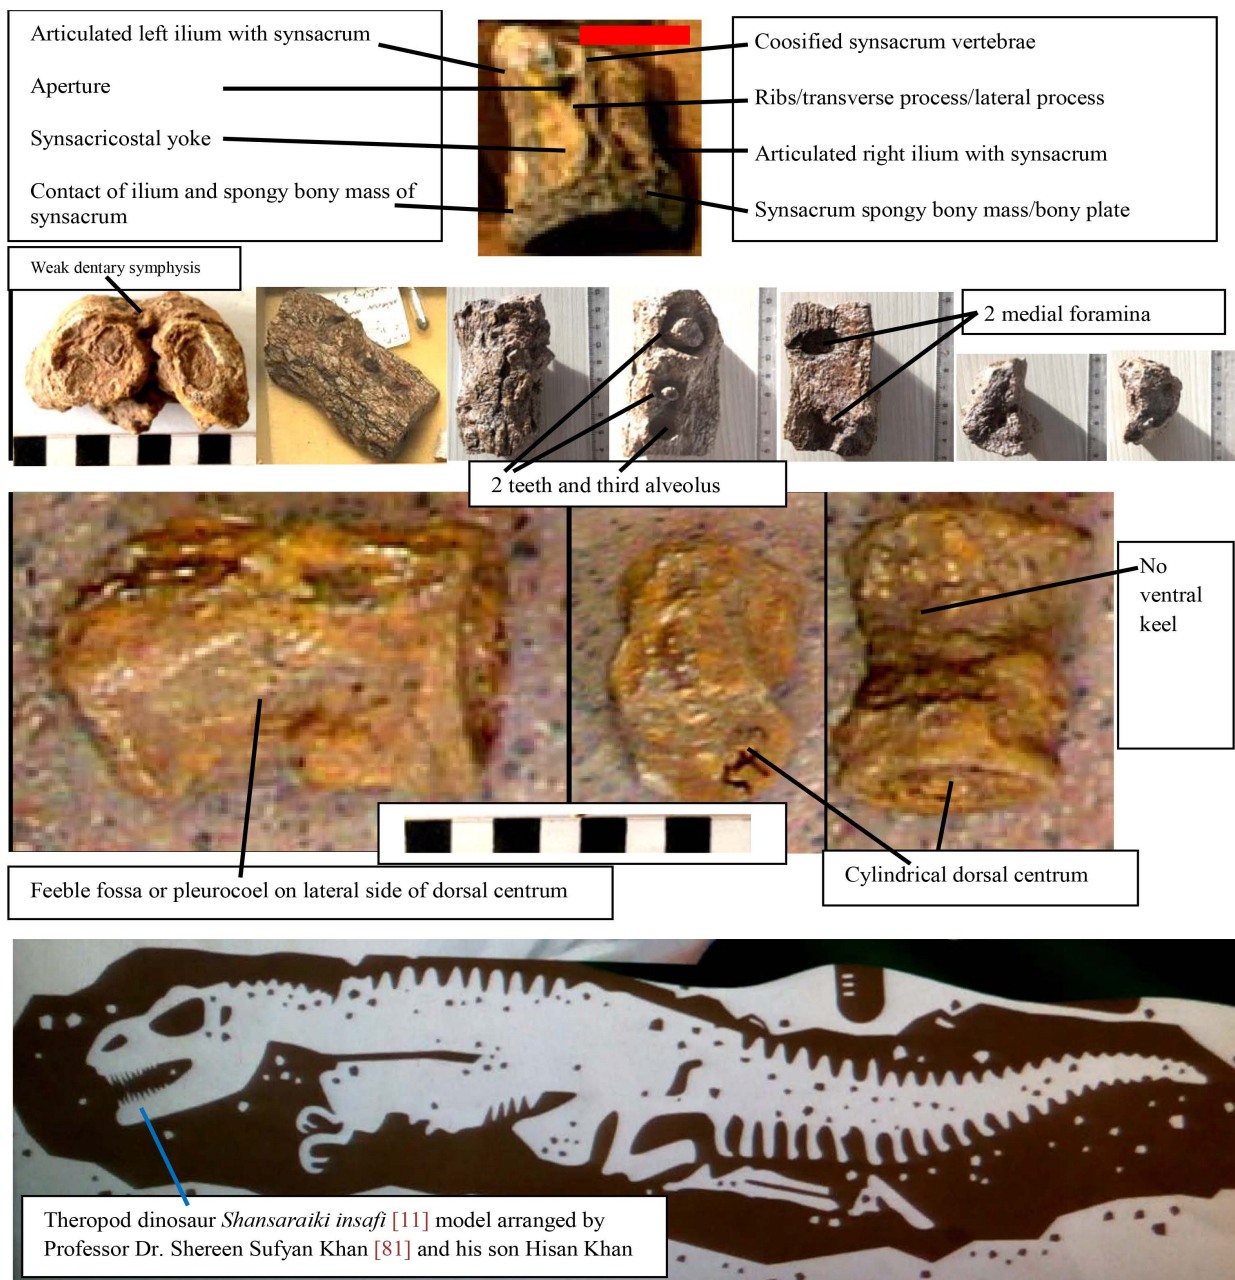 Articulated left ilium with synsacrum
Aperture
Synsacricostal yoke
Contact of ilium and spongy bony mass of
synsacrum
Coosified synsacrum vertebrae
Ribs/transverse process/lateral process
Articulated right ilium with synsacrum
Synsacrum spongy bony mass/bony plate
Weak dentary symphysis
2 medial foramina
2 teeth and third alveolus
No
ventral
keel
Feeble fossa or pleurocoel on lateral side of dorsal centrum
Cylindrical dorsal centrum
Theropod dinosaur Shansaraiki insafi [11] model arranged by
Professor Dr. Shereen Sufyan Khan [81] and his son Hisan Khan